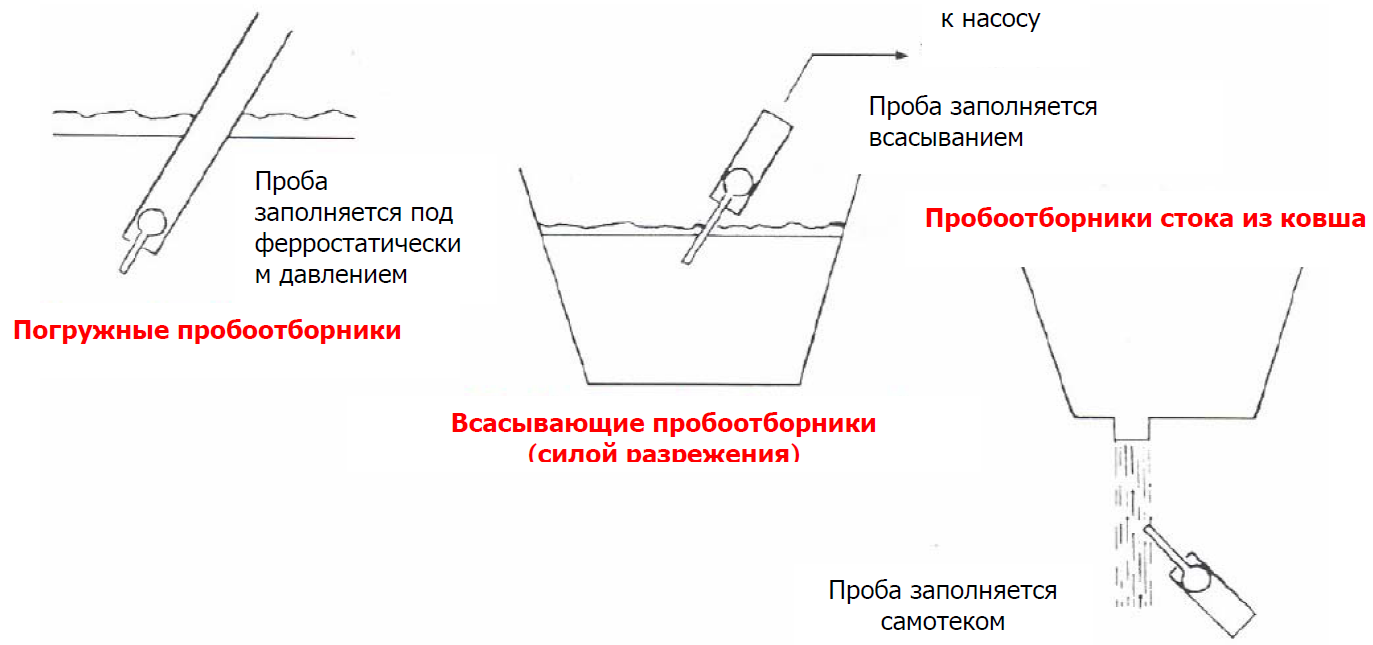 к насосу
Проба заполняется
всасыванием
Проба
заполняется под
ферростатически
м давлением
Пробоотборники стока из ковша
Погружные пробоотборники
Всасывающие пробоотборники
(силой разрежения)
Проба заполняется
самотеком